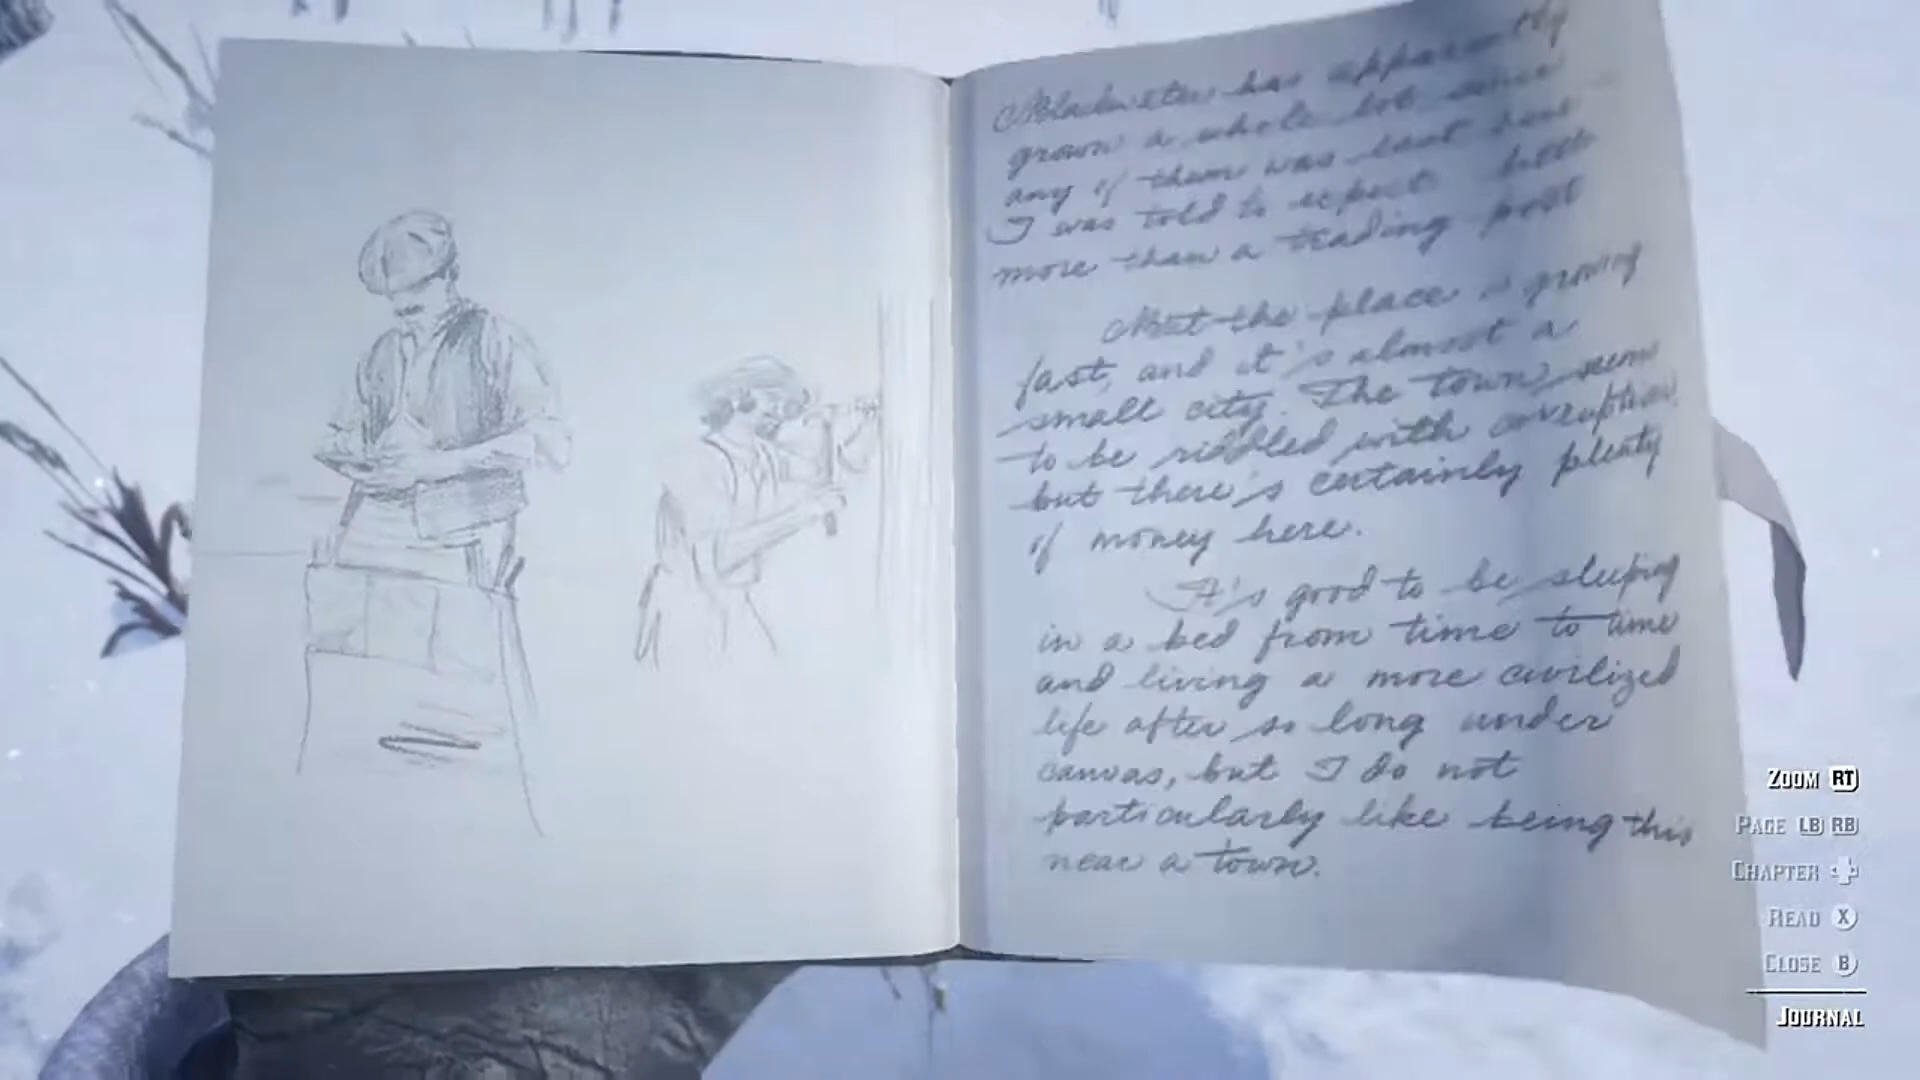 Blackwater has apparently
grown a whole lot since
any of them was last here
I was told to expect little
more than a trading post
But the place is growing
fast, and it's almost a
small city. The town seems
to be riddled with corruption,
but there's certainly plenty
of money here.
It's good to be sleeping
in a bed from time to time
and living a more civilized
life after so long under
canvas, but I do not
particularly like being this
near a town.
ZOOM RT
PAGE LB RB
CHAPTER
READ X
CLOSE B
JOURNAL